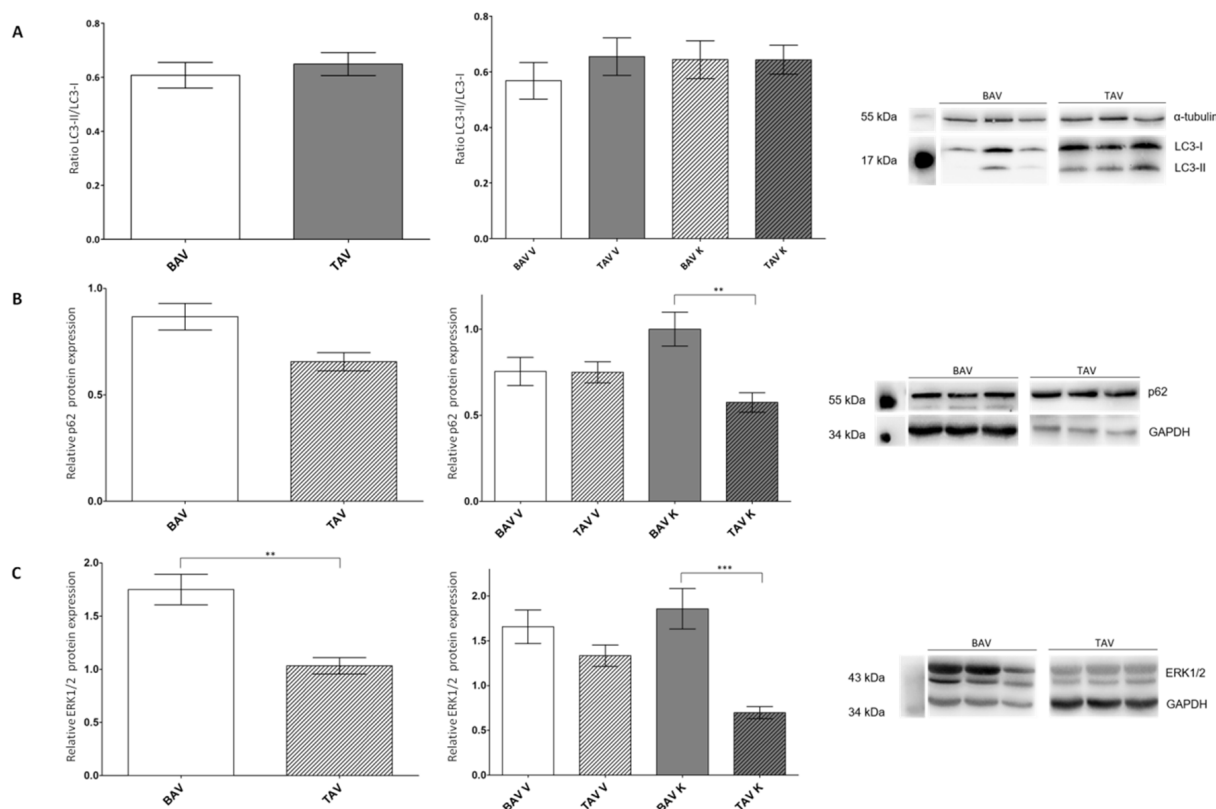 A
Ratio LC3-II/LC3-I
0.8
0.6
0.4
0.2
0.0
BAV
TAV
Ratio LC3-II/LC3-I
0.8
0.6
0.4
0.2
0.0
BAV V
TAV V
BAV K
TAV K
BAV
TAV
55 kDa
α-tubulin
17 kDa
LC3-I
LC3-II
B
Relative p62 protein expression
1.0
0.5
0.0
BAV
TAV
Relative p62 protein expression
**
1.5
1.0
0.5
0.0
BAV V
TAV V
BAV K
TAV K
BAV
TAV
55 kDa
p62
34 kDa
GAPDH
C
Relative ERK1/2 protein expression
**
2.0
1.5
1.0
0.5
0.0
BAV
TAV
Relative ERK1/2 protein expression
***
2.5
2.0
1.5
1.0
0.5
0.0
BAV V
TAV V
BAV K
TAV K
BAV
TAV
43 kDa
ERK1/2
34 kDa
GAPDH